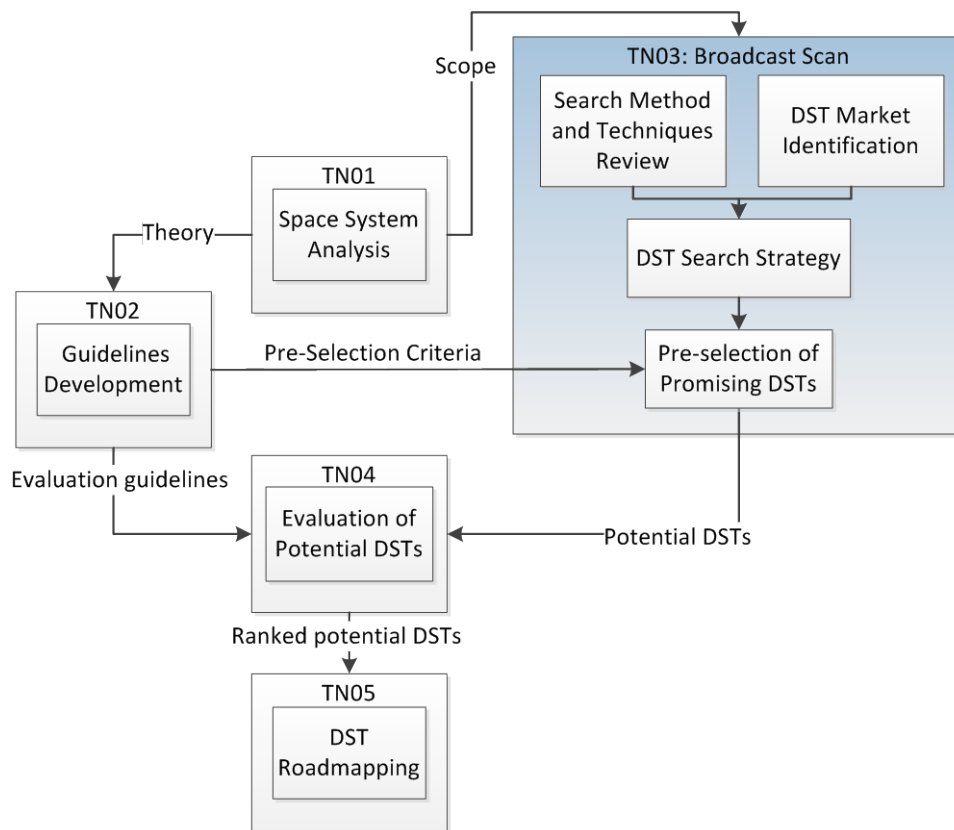 Scope
TN03: Broadcast Scan
Search Method
and Techniques
Review
DST Market
Identification
TN01
Space System
Analysis
Theory
DST Search Strategy
TN02
Guidelines
Development
Pre-Selection Criteria
Pre-selection of
Promising DSTs
Evaluation guidelines
TN04
Evaluation of
Potential DSTs
Potential DSTs
Ranked potential DSTs
TN05
DST
Roadmapping